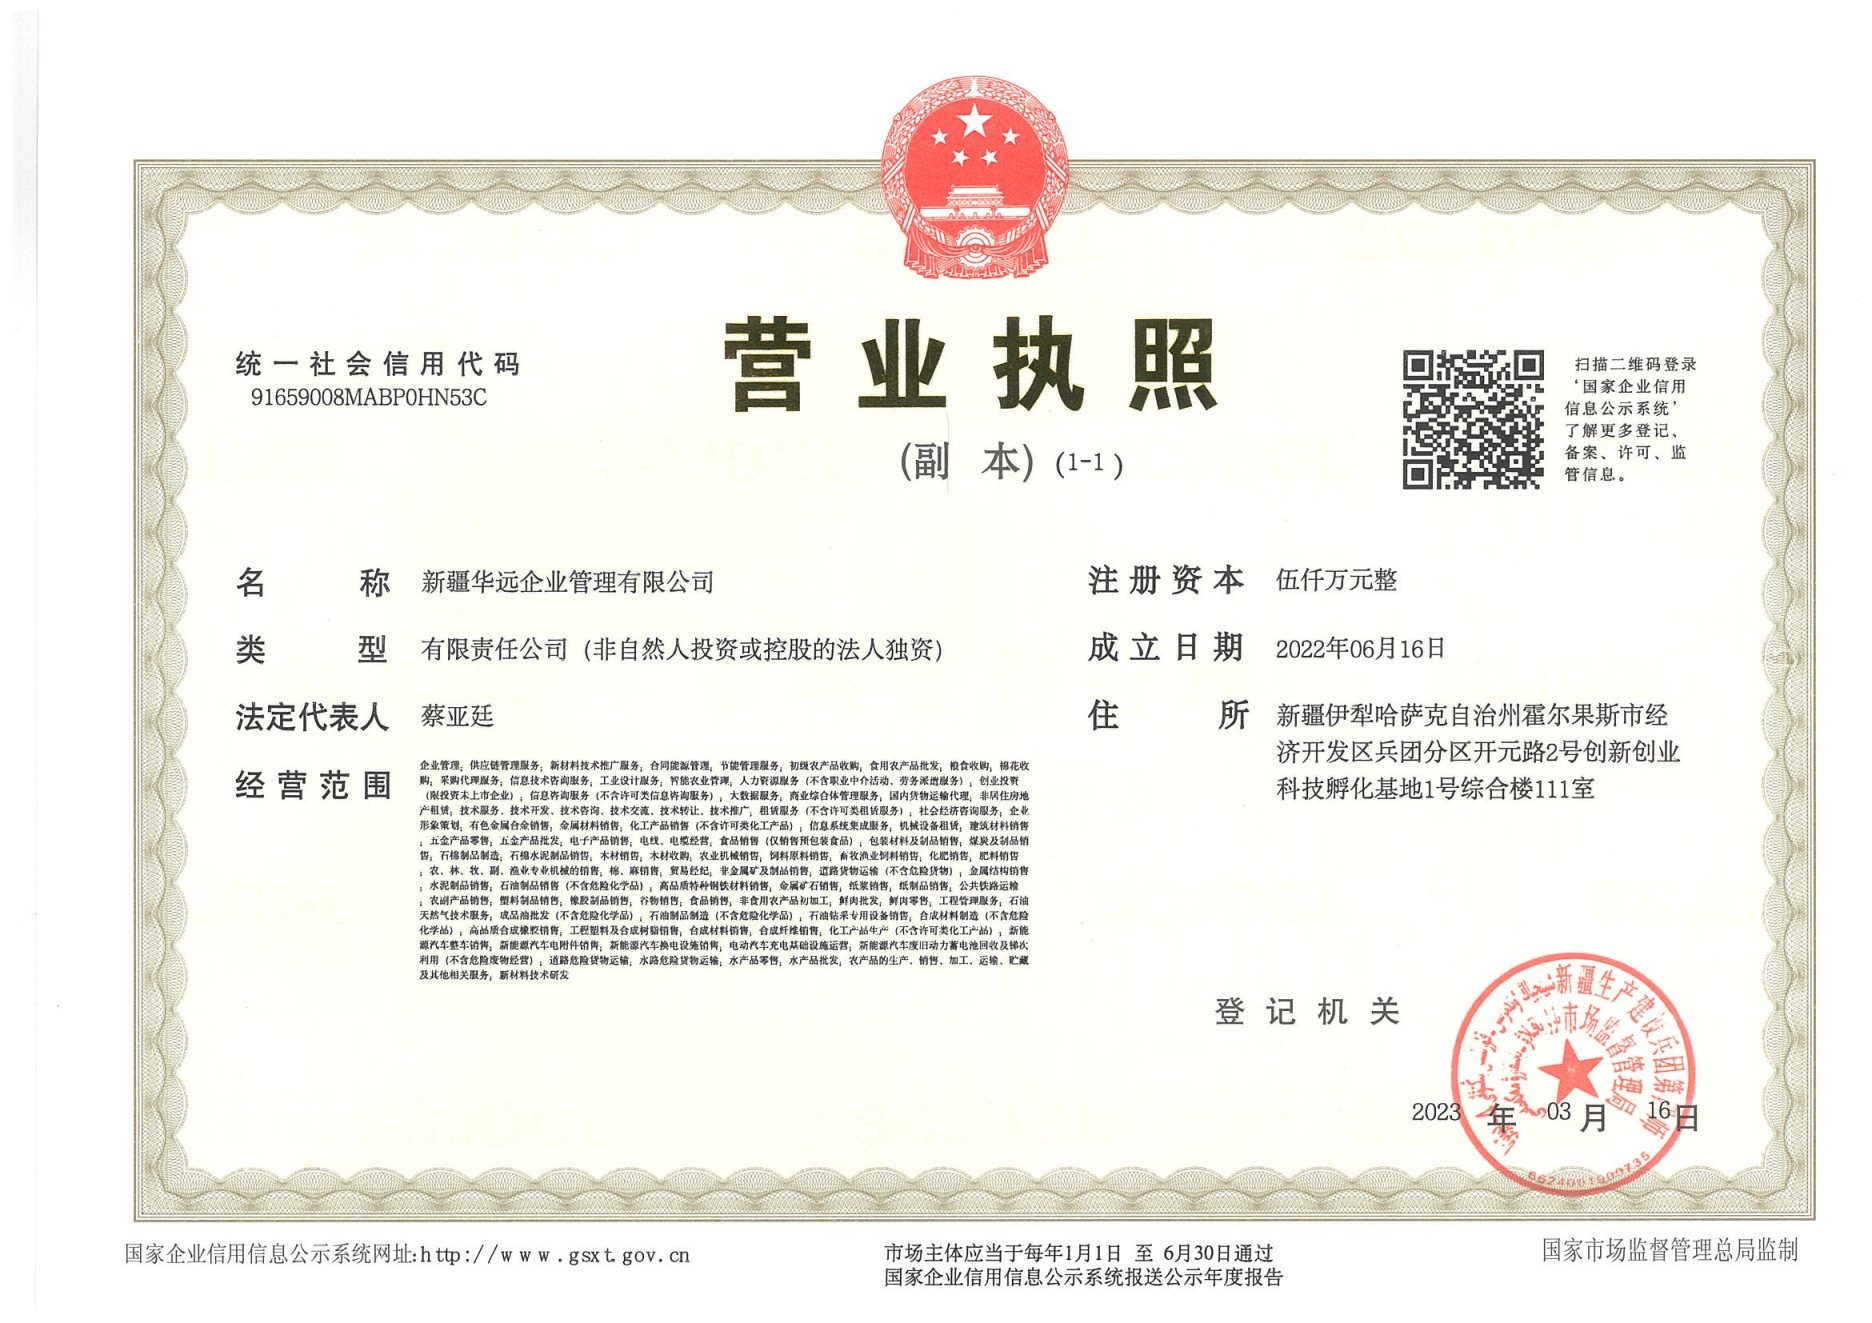 营业执照
(副 本) (1-1)
统一社会信用代码
91659008MABP0HN53C
扫描二维码登录
‘国家企业信用
信息公示系统’
了解更多登记、
备案、许可、监
管信息。
名 称 新疆华远企业管理有限公司
类 型 有限责任公司（非自然人投资或控股的法人独资）
法定代表人 蔡亚廷
经营范围
企业管理，供应链管理服务，新材料技术推广服务，合同能源管理，节能管理服务，初级农产品收购，食用农产品批发，粮食收购，棉花收
购，采购代理服务，信息技术咨询服务，工业设计服务，智能农业管理，人力资源服务（不含职业中介活动、劳务派遣服务），创业投资
（限投资未上市企业），信息咨询服务（不含许可类信息咨询服务），大数据服务，商业综合体管理服务，国内货物运输代理，非居住房地
产租赁，技术服务、技术开发、技术咨询、技术交流、技术转让、技术推广，租赁服务（不含许可类租赁服务），社会经济咨询服务，企业
形象策划，有色金属合金销售，金属材料销售，化工产品销售（不含许可类化工产品），信息系统集成服务，机械设备租赁，建筑材料销售
，五金产品零售，五金产品批发，电子产品销售，电线、电缆经营，食品销售（仅销售预包装食品），包装材料及制品销售，煤炭及制品销
售，石棉制品制造，石棉水泥制品销售，木材销售，木材收购，农业机械销售，饲料原料销售，畜牧渔业饲料销售，化肥销售，肥料销售
，农、林、牧、副、渔业专业机械的销售，棉、麻销售，贸易经纪，非金属矿及制品销售，道路货物运输（不含危险货物），金属结构销售
，水泥制品销售，石油制品销售（不含危险化学品），高品质特种钢铁材料销售，金属矿石销售，纸浆销售，纸制品销售，公共铁路运输
，农副产品销售，塑料制品销售，橡胶制品销售，谷物销售，食品销售，非食用农产品初加工，鲜肉批发，鲜肉零售，工程管理服务，石油
天然气技术服务，成品油批发（不含危险化学品），石油制品制造（不含危险化学品），石油钻采专用设备销售，合成材料制造（不含危险
化学品），高品质合成橡胶销售，工程塑料及合成树脂销售，合成材料销售，合成纤维销售，化工产品生产（不含许可类化工产品），新能
源汽车整车销售，新能源汽车电附件销售，新能源汽车换电设施销售，电动汽车充电基础设施运营，新能源汽车废旧动力蓄电池回收及梯次
利用（不含危险废物经营），道路危险货物运输，水路危险货物运输，水产品零售，水产品批发，农产品的生产、销售、加工、运输、贮藏
及其他相关服务，新材料技术研发
注册资本 伍仟万元整
成立日期 2022年06月16日
住 所 新疆伊犁哈萨克自治州霍尔果斯市经
济开发区兵团分区开元路2号创新创业
科技孵化基地1号综合楼111室
登记机关
新疆生产建设兵团第
市场监督管理局
6624001900735
2023 年 03 月 16 日
国家企业信用信息公示系统网址:http://www.gsxt.gov.cn
市场主体应当于每年1月1日 至 6月30日通过
国家企业信用信息公示系统报送公示年度报告
国家市场监督管理总局监制